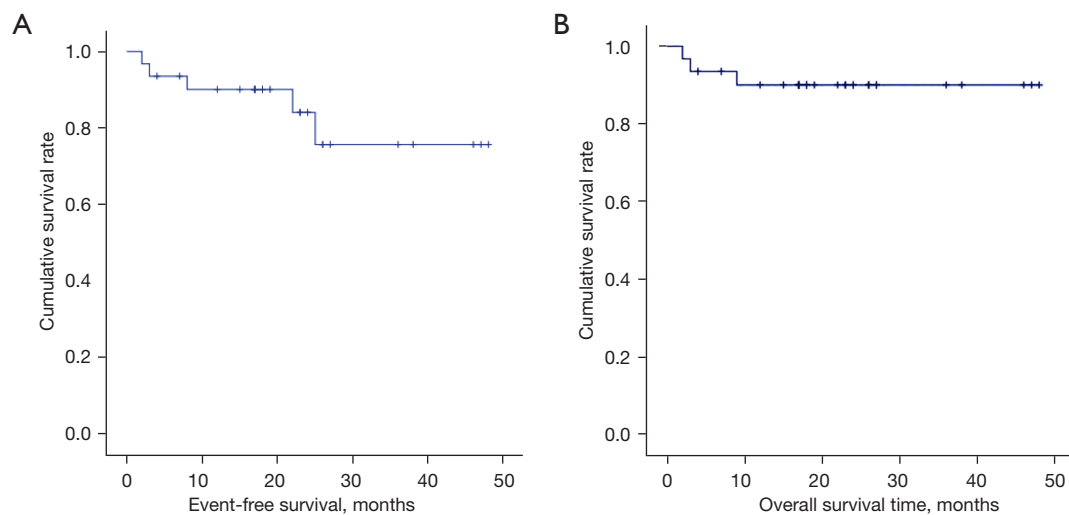 A
Cumulative survival rate
1.0
0.8
0.6
0.4
0.2
0.0
0 10 20 30 40 50
Event-free survival, months
B
Cumulative survival rate
1.0
0.8
0.6
0.4
0.2
0.0
0 10 20 30 40 50
Overall survival time, months